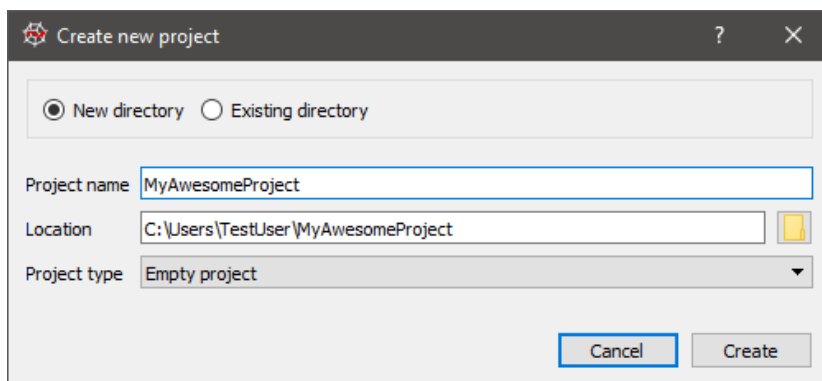 Create new project ?
New directory Existing directory
Project name MyAwesomeProject
Location C:\Users\TestUser\MyAwesomeProject
Project type Empty project
Cancel Create